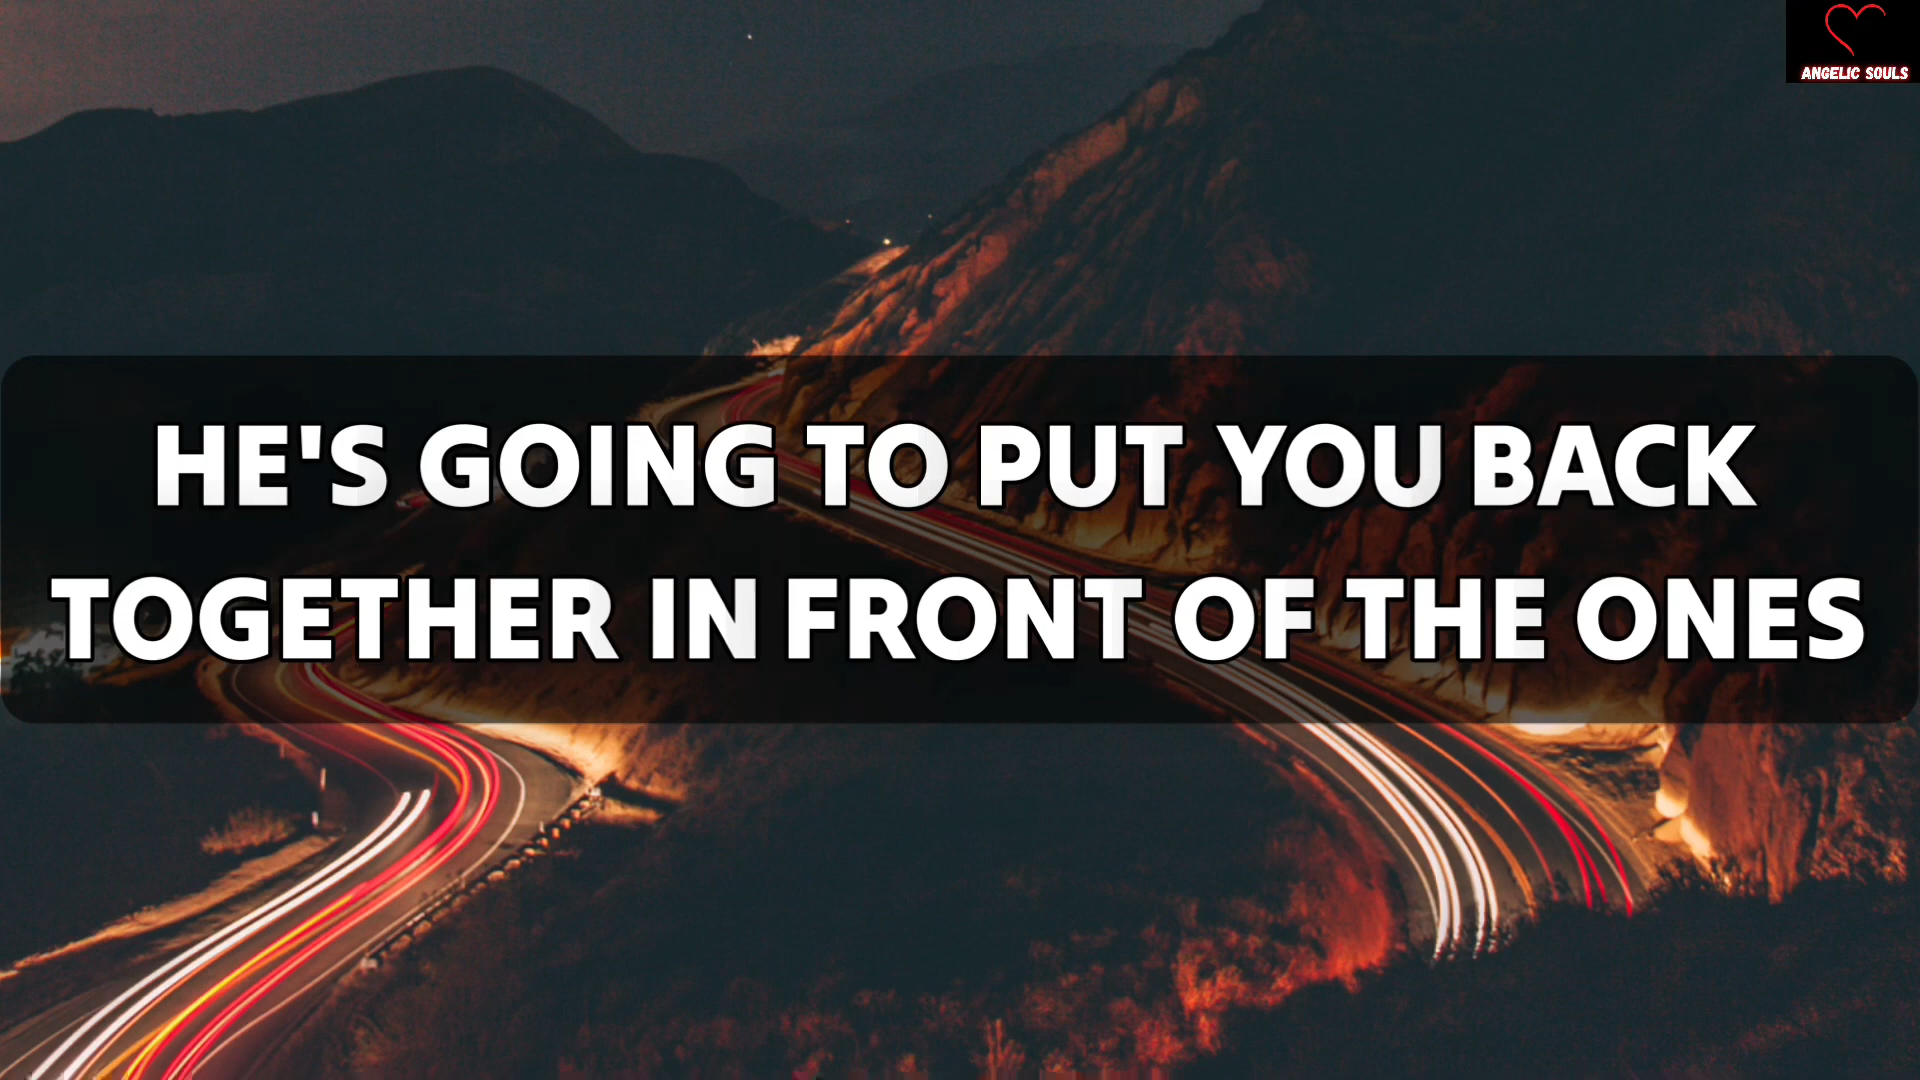 ANGELIC SOULS
HE'S GOING TO PUT YOU BACK
TOGETHER IN FRONT OF THE ONES